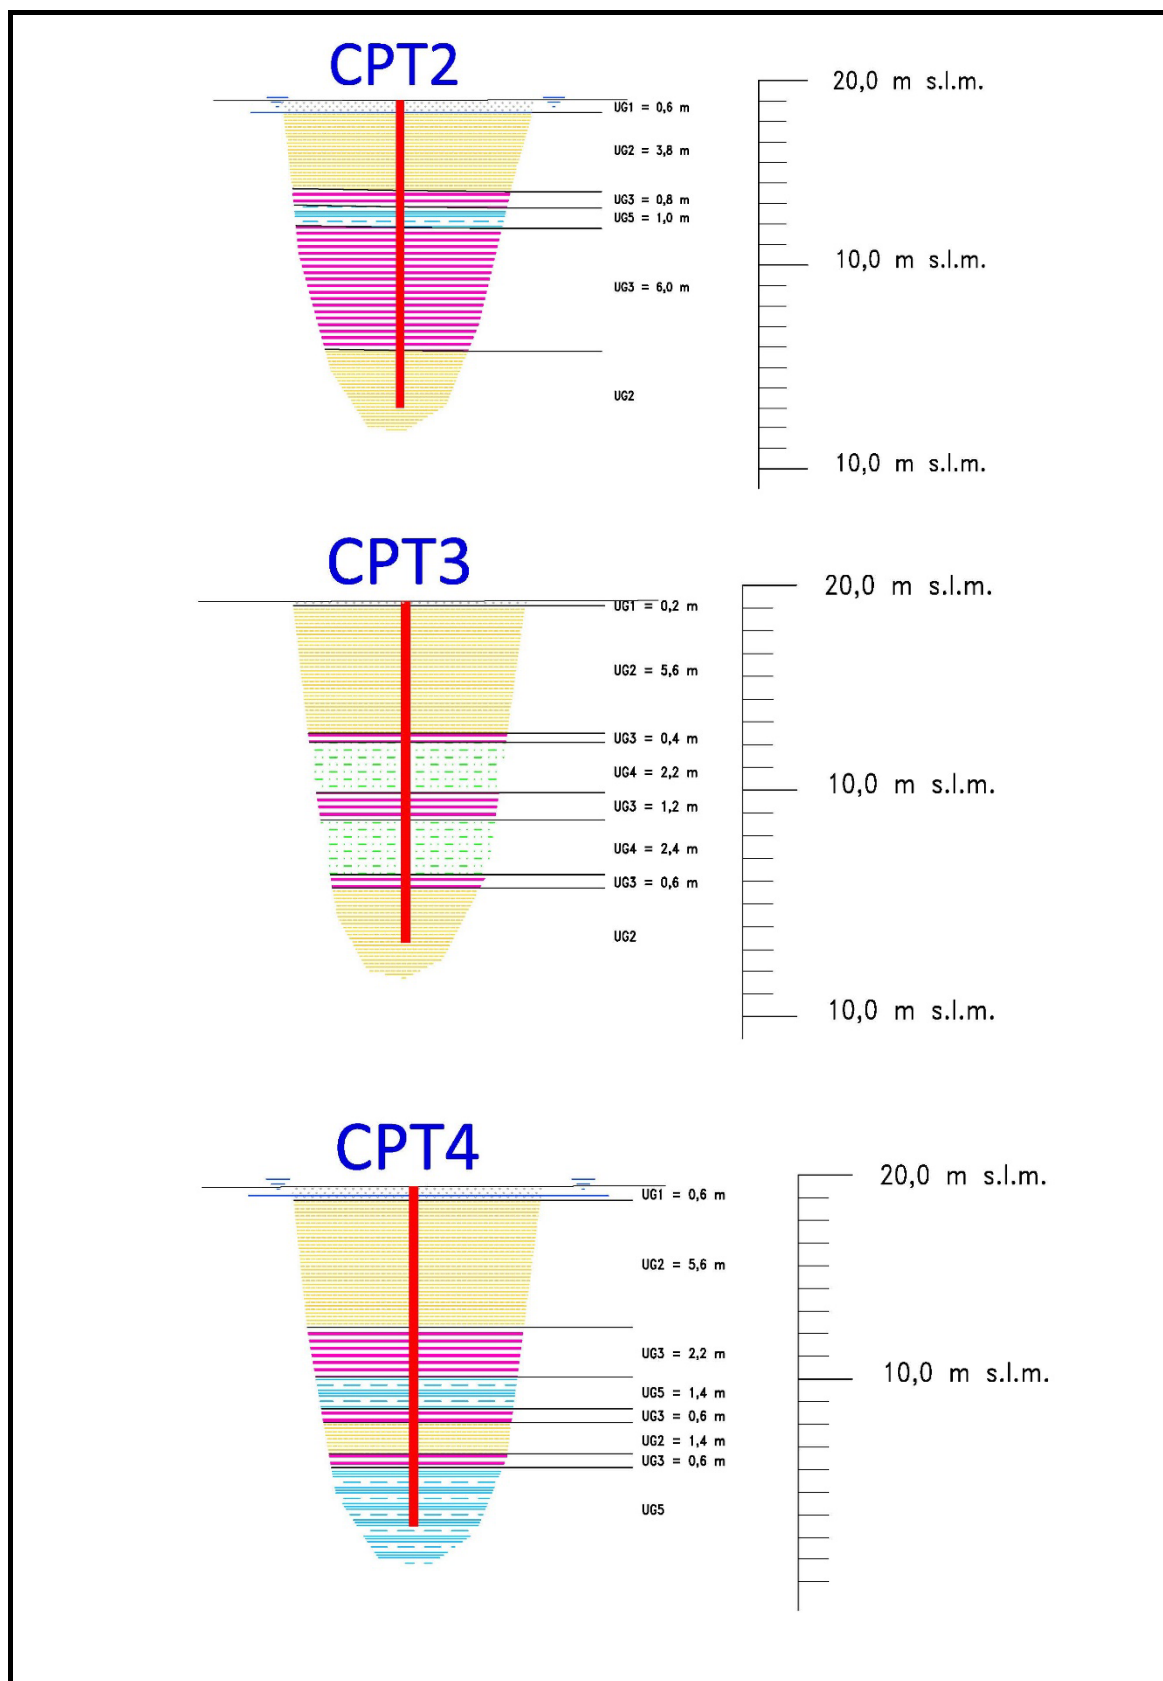 CPT2
20,0 m s.l.m.
UG1 = 0,6 m
UG2 = 3,8 m
UG3 = 0,8 m
UG5 = 1,0 m
10,0 m s.l.m.
UG3 = 6,0 m
UG2
10,0 m s.l.m.
CPT3
20,0 m s.l.m.
UG1 = 0,2 m
UG2 = 5,6 m
UG3 = 0,4 m
UG4 = 2,2 m
10,0 m s.l.m.
UG3 = 1,2 m
UG4 = 2,4 m
UG3 = 0,6 m
UG2
10,0 m s.l.m.
CPT4
20,0 m s.l.m.
UG1 = 0,6 m
UG2 = 5,6 m
UG3 = 2,2 m
10,0 m s.l.m.
UG5 = 1,4 m
UG3 = 0,6 m
UG2 = 1,4 m
UG3 = 0,6 m
UG5